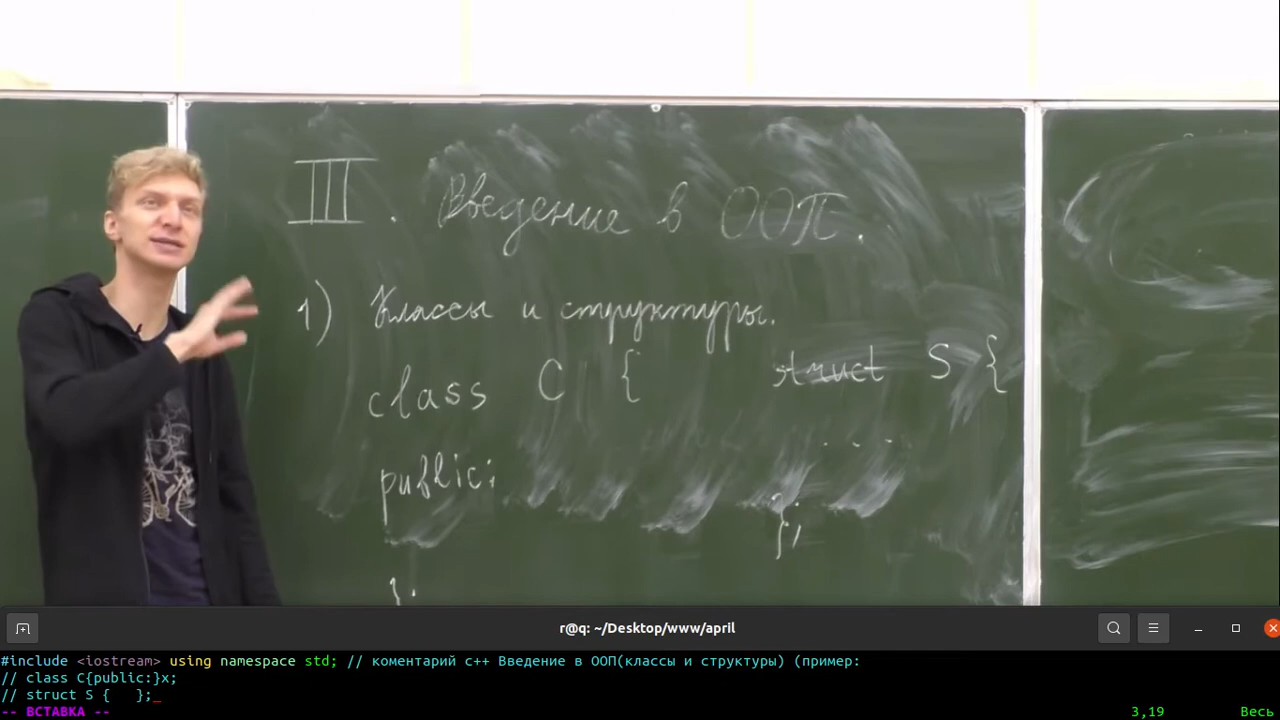 III. Введение в ООП.
1) Классы и структуры.
class C { struct S {
public: ...
}; };
r@q: ~/Desktop/www/april
#include <iostream> using namespace std; // коментарий с++ Введение в ООП(классы и структуры) (пример:
// class C{public:}x;
// struct S {   };
-- ВСТАВКА -- 3,19 Весь